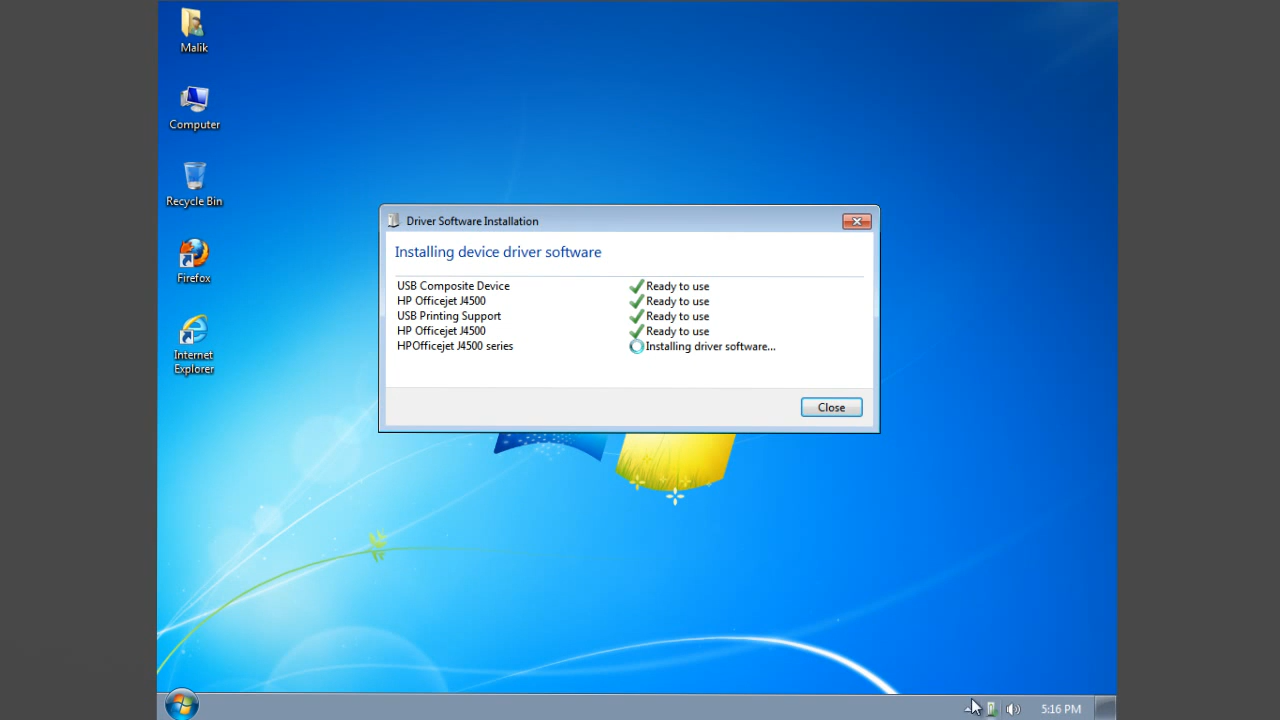 Malik
Computer
Recycle Bin
Firefox
Internet
Explorer
Driver Software Installation
Installing device driver software
USB Composite Device Ready to use
HP Officejet J4500 Ready to use
USB Printing Support Ready to use
HP Officejet J4500 Ready to use
HPOfficejet J4500 series Installing driver software...
Close
5:16 PM